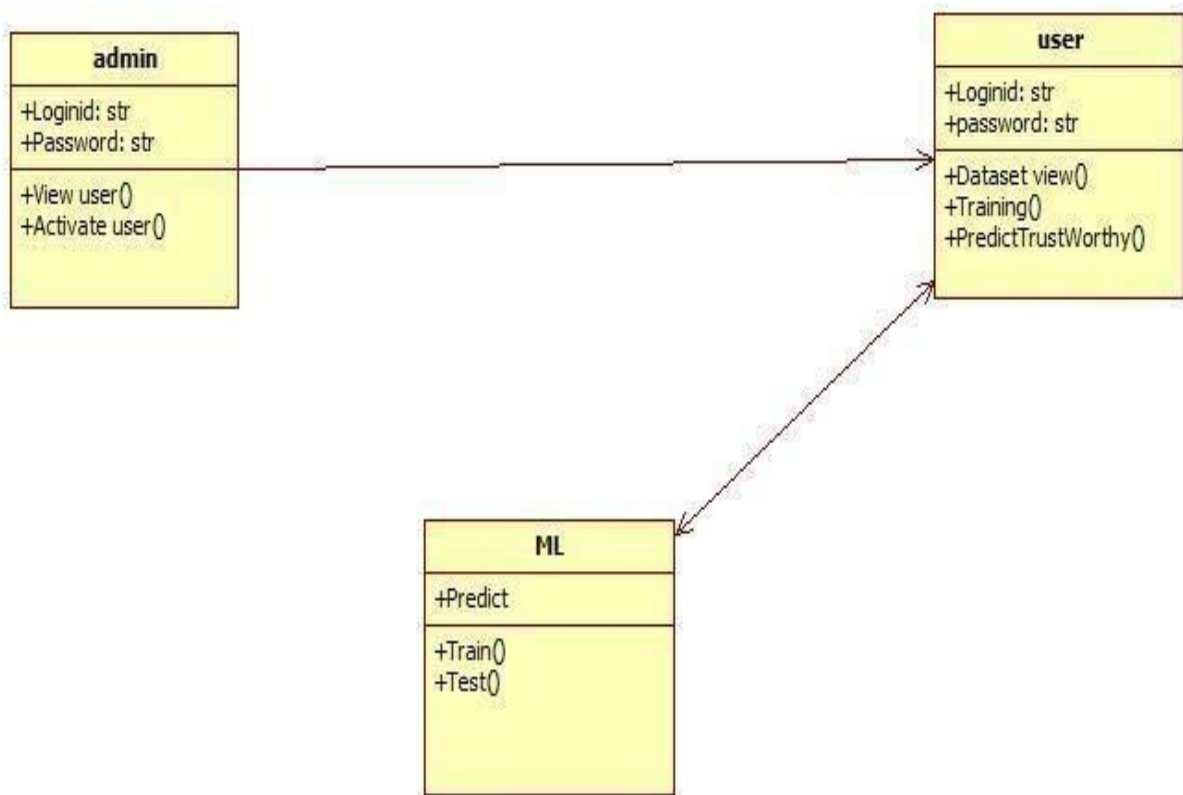 admin
+Loginid: str
+Password: str
+View user()
+Activate user()
user
+Loginid: str
+password: str
+Dataset view()
+Training()
+PredictTrustWorthy()
ML
+Predict
+Train()
+Test()